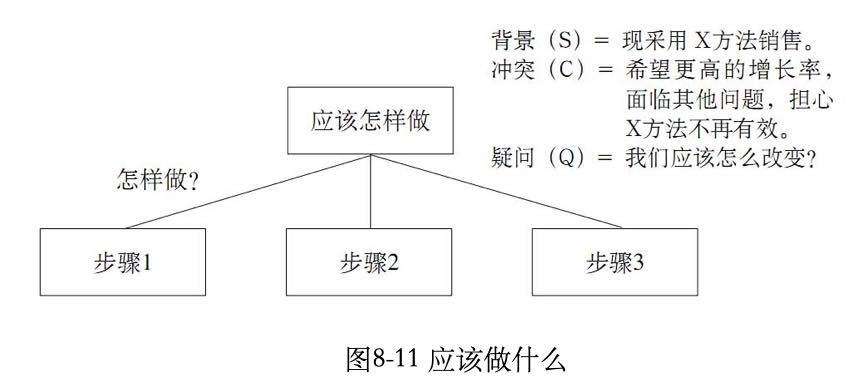 背景（S）= 现采用 X方法销售。
冲突（C）= 希望更高的增长率，
面临其他问题，担心
X方法不再有效。
疑问（Q）= 我们应该怎么改变？
应该怎样做
怎样做？
步骤1
步骤2
步骤3
图8-11 应该做什么